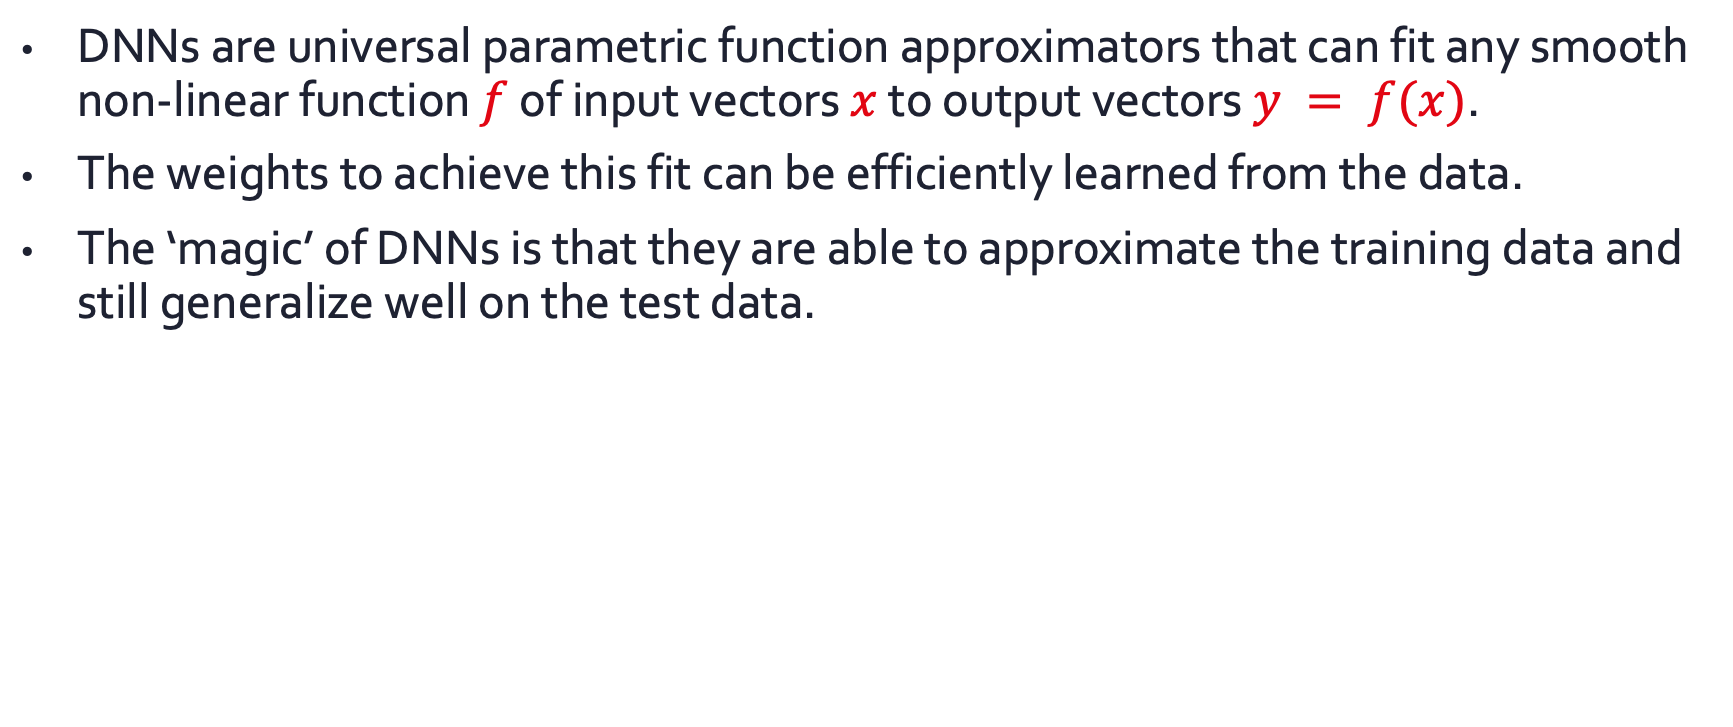 • DNNs are universal parametric function approximators that can fit any smooth
non-linear function f of input vectors x to output vectors y = f(x).
• The weights to achieve this fit can be efficiently learned from the data.
• The ‘magic’ of DNNs is that they are able to approximate the training data and
still generalize well on the test data.